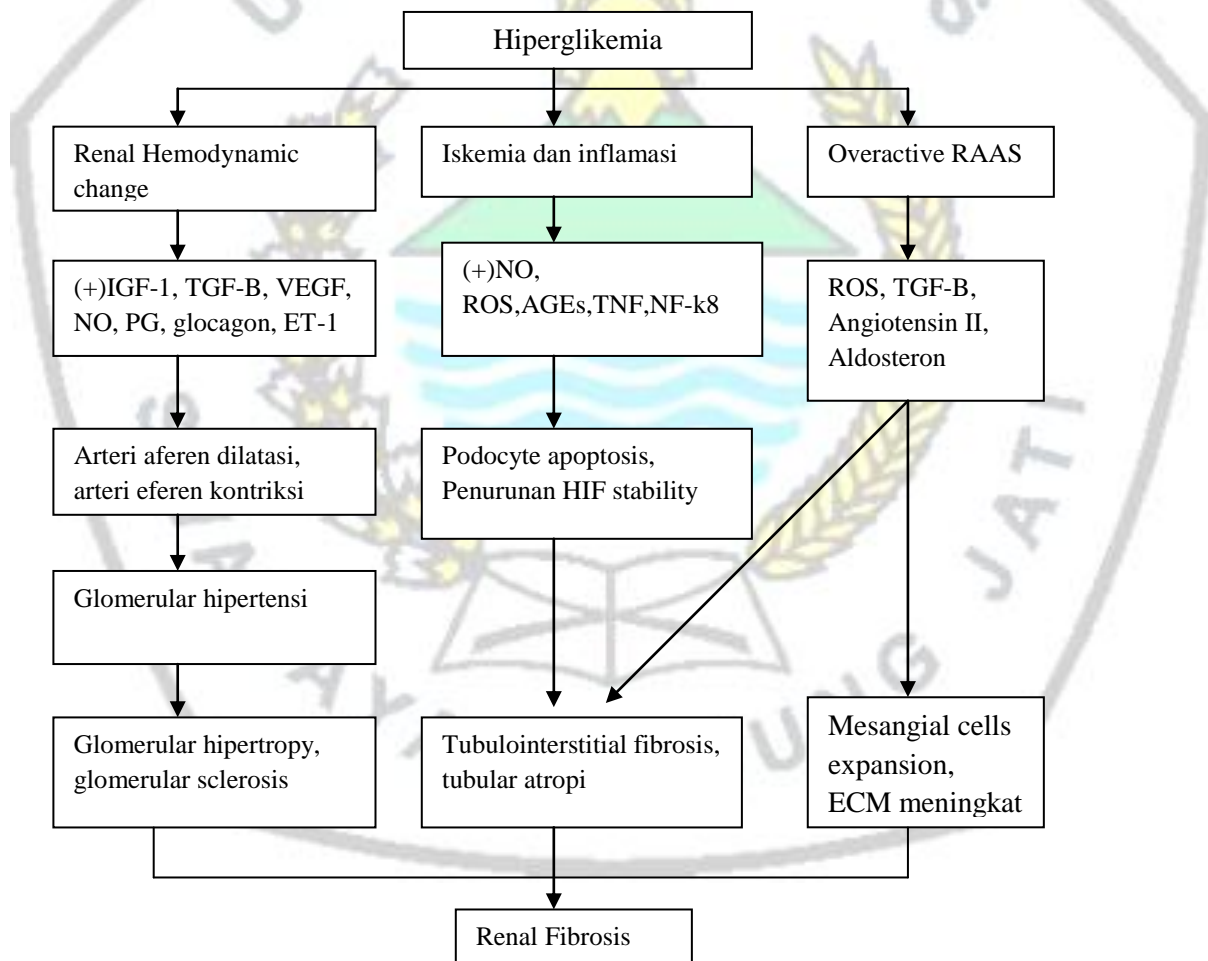 Hiperglikemia
Renal Hemodynamic
change
Iskemia dan inflamasi
Overactive RAAS
(+)IGF-1, TGF-B, VEGF,
NO, PG, glocagon, ET-1
(+)NO,
ROS,AGEs,TNF,NF-k8
ROS, TGF-B,
Angiotensin II,
Aldosteron
Arteri aferen dilatasi,
arteri eferen kontriksi
Podocyte apoptosis,
Penurunan HIF stability
Glomerular hipertensi
Glomerular hipertropy,
glomerular sclerosis
Tubulointerstitial fibrosis,
tubular atropi
Mesangial cells
expansion,
ECM meningkat
Renal Fibrosis
JATI